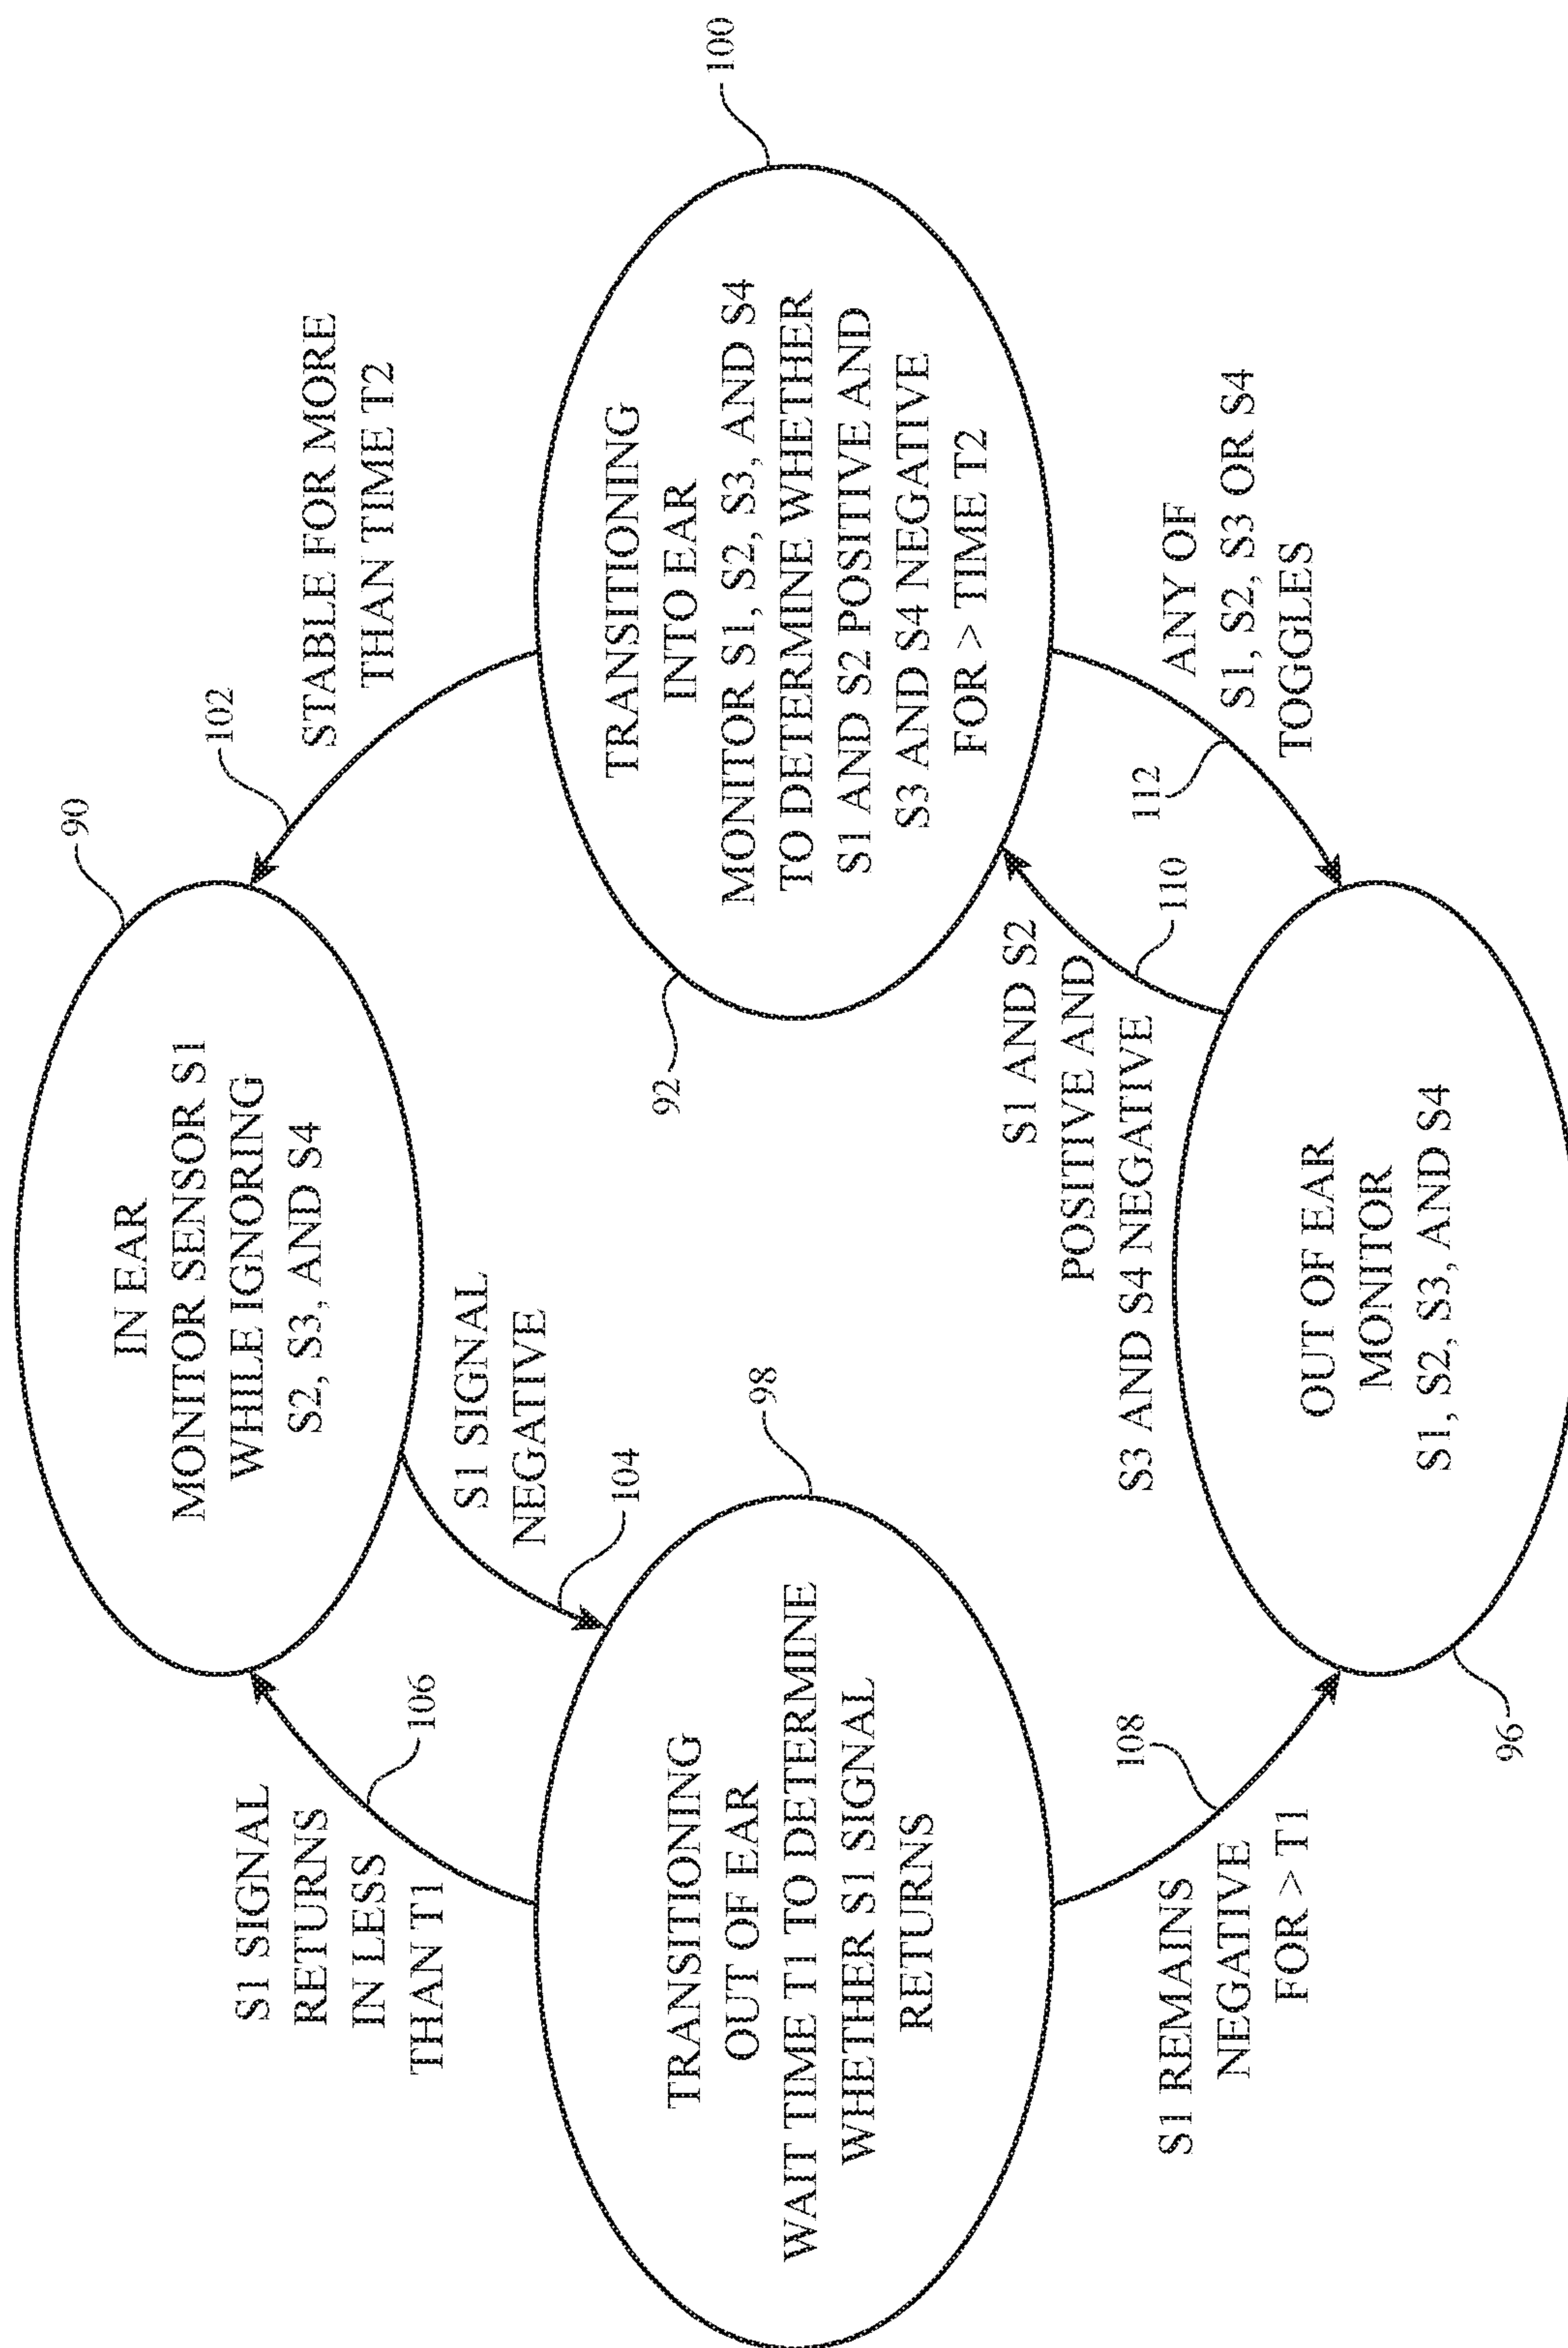 IN EAR
MONITOR SENSOR S1
WHILE IGNORING
S2, S3, AND S4
90
S1 SIGNAL
RETURNS
IN LESS
THAN T1
106
S1 SIGNAL
NEGATIVE
104
102
STABLE FOR MORE
THAN TIME T2
TRANSITIONING
OUT OF EAR
WAIT TIME T1 TO DETERMINE
WHETHER S1 SIGNAL
RETURNS
98
92
TRANSITIONING
INTO EAR
MONITOR S1, S2, S3, AND S4
TO DETERMINE WHETHER
S1 AND S2 POSITIVE AND
S3 AND S4 NEGATIVE
FOR > TIME T2
100
S1 REMAINS
NEGATIVE
FOR > T1
108
S1 AND S2
POSITIVE AND
S3 AND S4 NEGATIVE
110
112
ANY OF
S1, S2, S3 OR S4
TOGGLES
OUT OF EAR
MONITOR
S1, S2, S3, AND S4
96